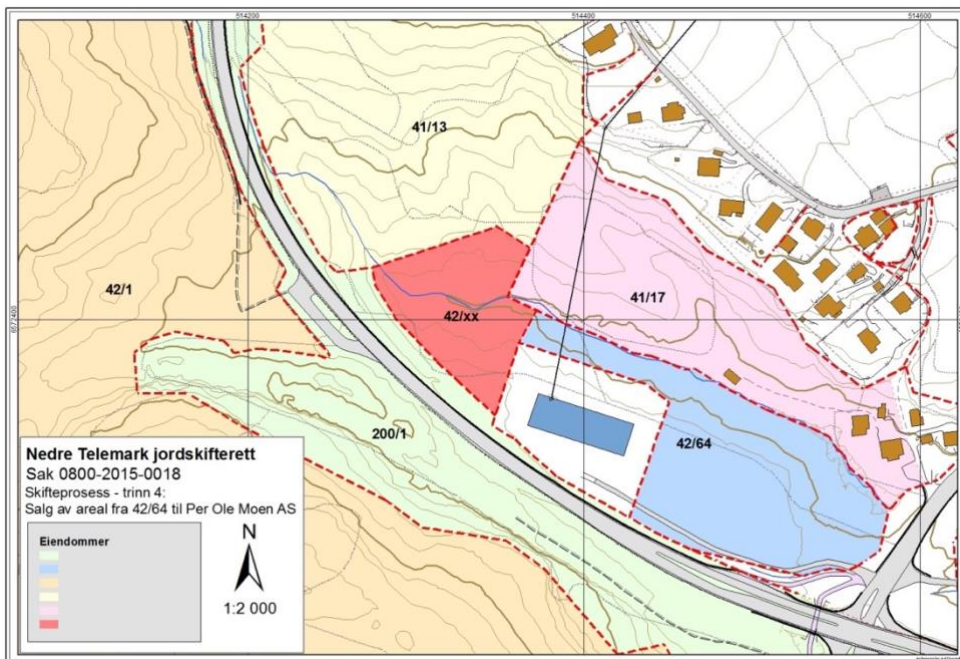 514200
514400
514600
41/13
42/1
41/17
42/xx
6572400
6572400
200/1
42/64
Nedre Telemark jordskifterett
Sak 0800-2015-0018
Skifteprosess - trinn 4:
Salg av areal fra 42/64 til Per Ole Moen AS
Eiendommer
N
1:2 000